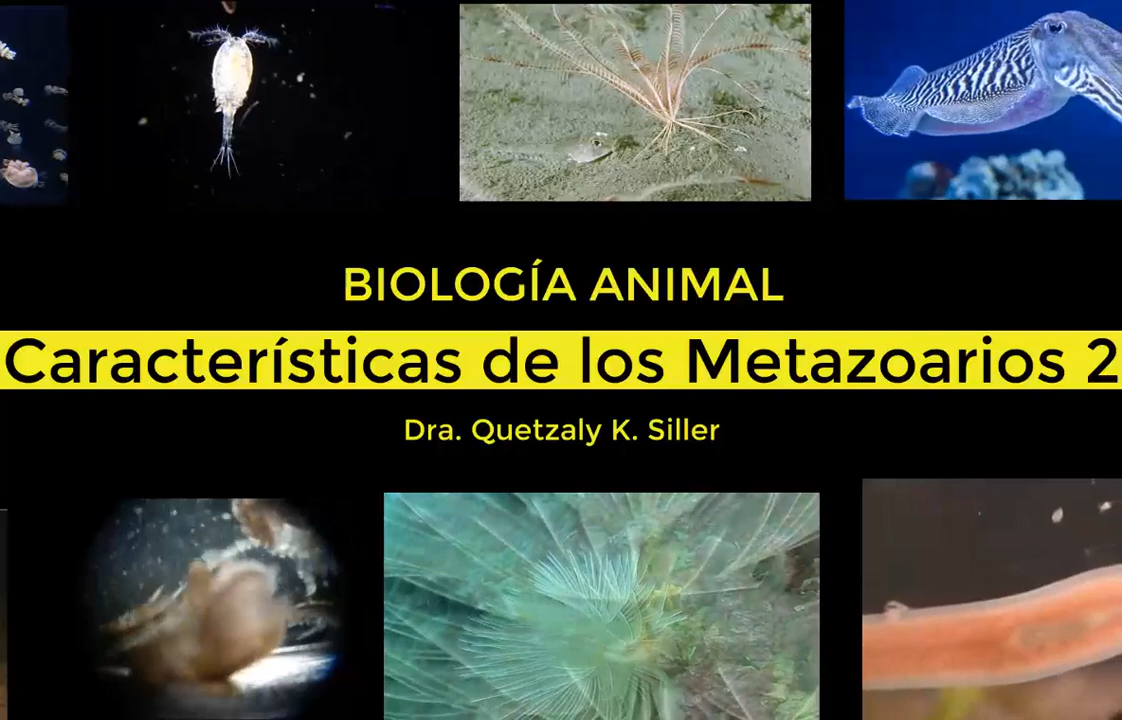 BIOLOGÍA ANIMAL
Características de los Metazoarios 2
Dra. Quetzaly K. Siller